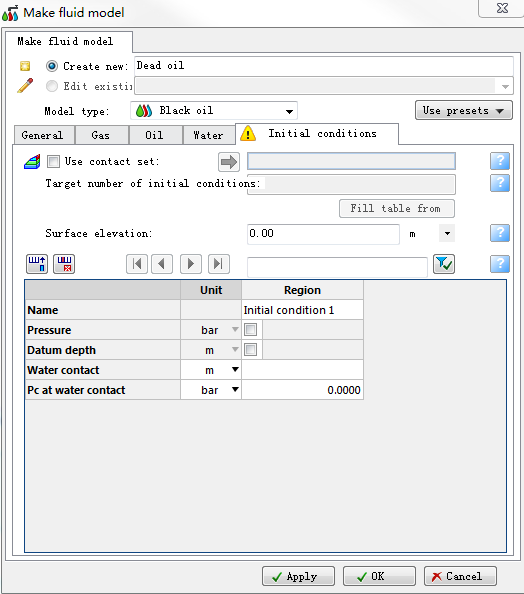 Make fluid model
Make fluid model
Create new: Dead oil
Edit existin
Model type: Black oil Use presets
General Gas Oil Water Initial conditions
Use contact set: ?
Target number of initial conditions: ?
Fill table from
Surface elevation: 0.00 m ?
?
Unit Region
Name Initial condition 1
Pressure bar
Datum depth m
Water contact m
Pc at water contact bar 0.0000
Apply OK Cancel